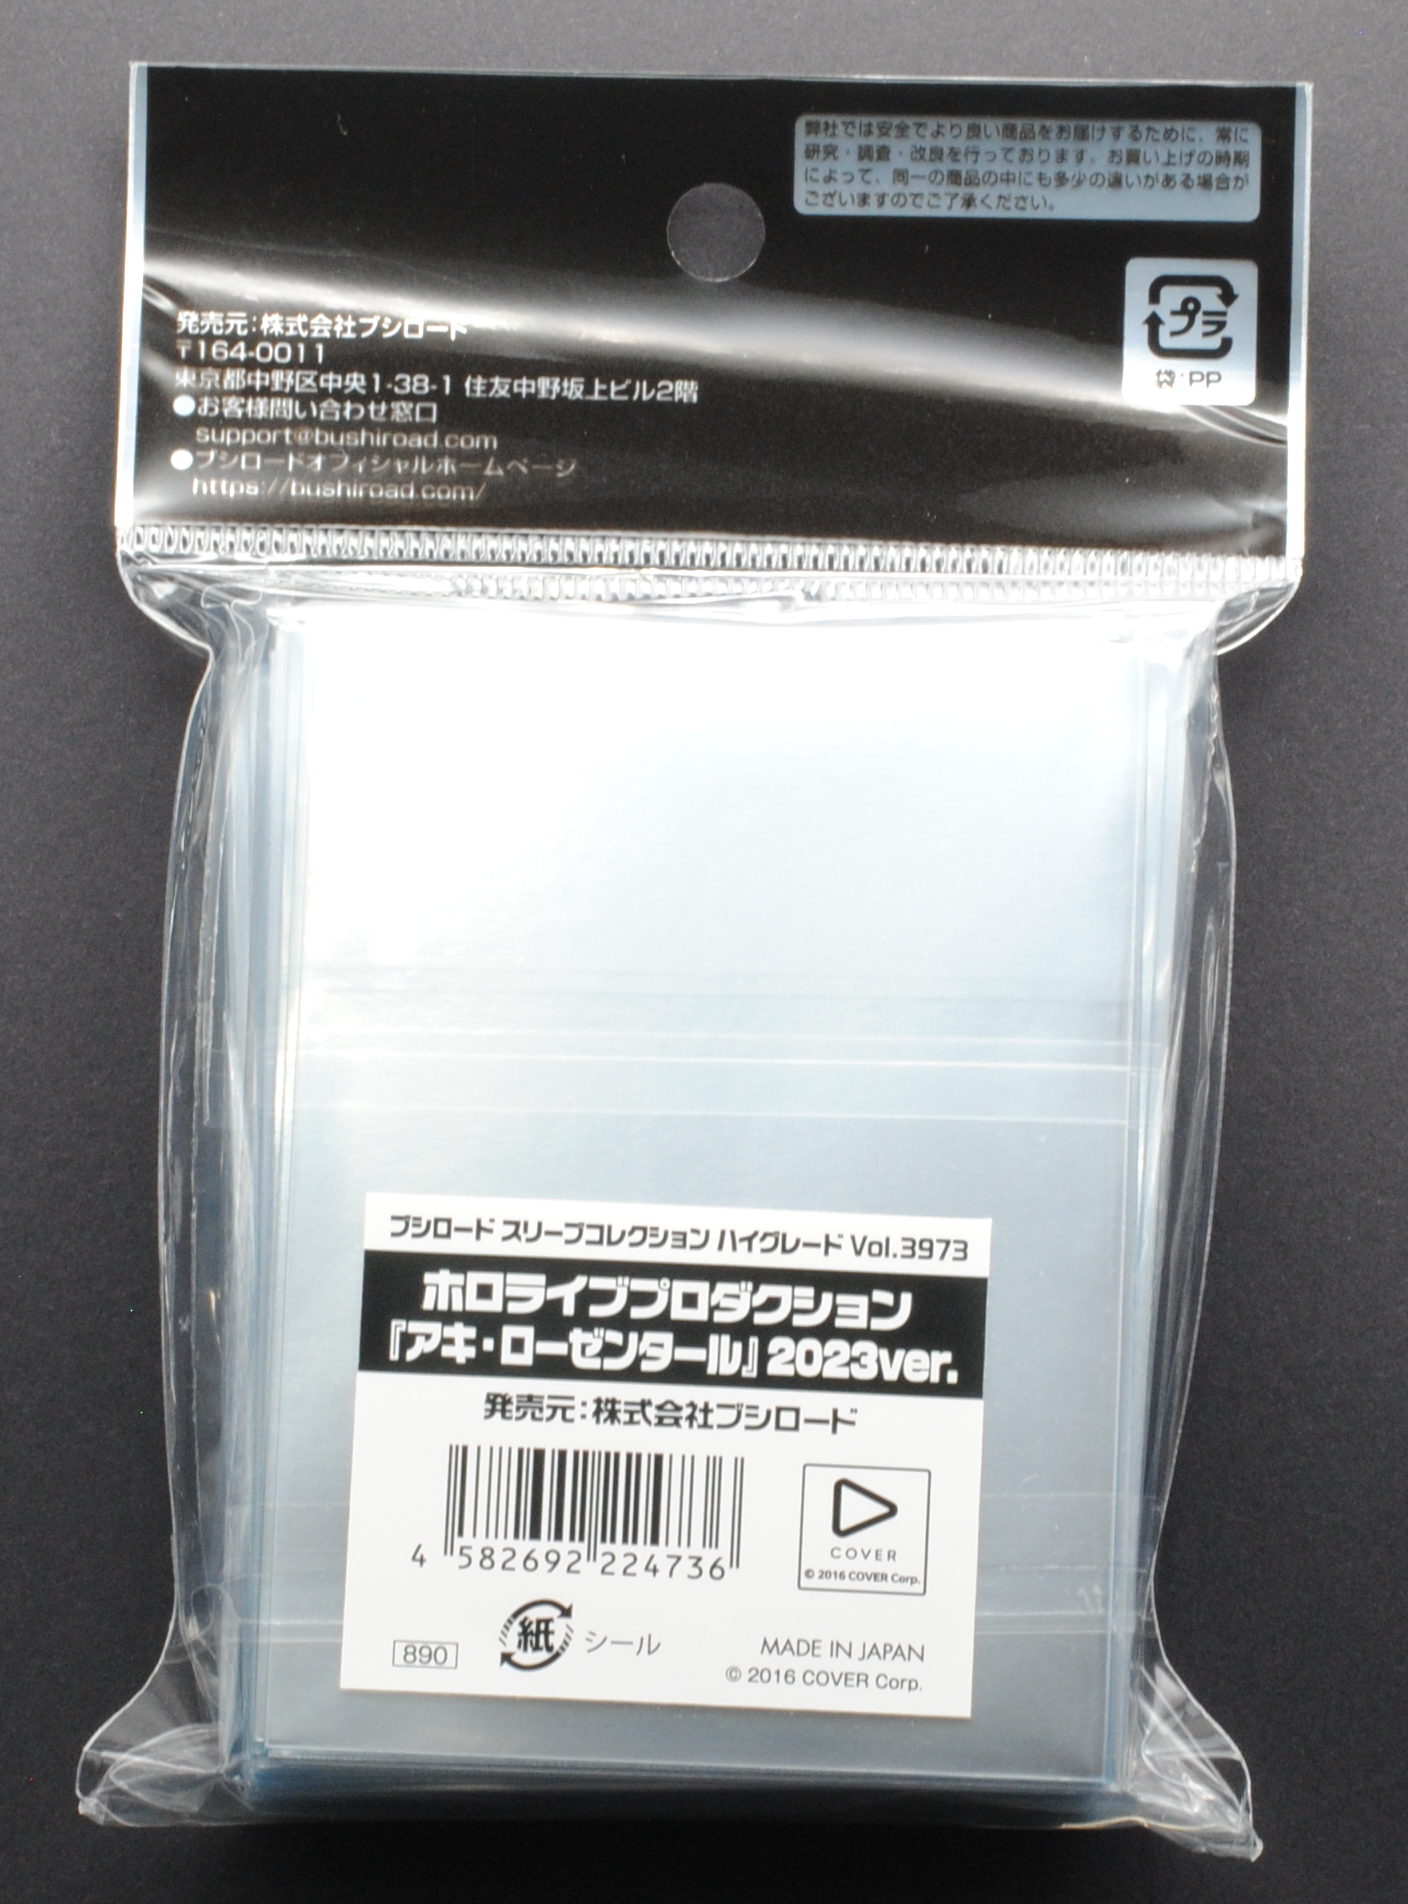 弊社では安全でより良い商品をお届けするために、常に
研究・調査・改良を行っております。お買い上げの時期
によって、同一の商品の中にも多少の違いがある場合が
ございますのでご了承ください。
プラ
袋:PP
発売元:株式会社ブシロード
〒164-0011
東京都中野区中央1-38-1 住友中野坂上ビル2階
●お客様問い合わせ窓口
support@bushiroad.com
●ブシロードオフィシャルホームページ
https://bushiroad.com/
ブシロード スリーブコレクション ハイグレード Vol.3973
ホロライブプロダクション
『アキ・ローゼンタール』2023ver.
発売元:株式会社ブシロード
4 582692 224736
COVER
© 2016 COVER Corp.
890
紙 シール
MADE IN JAPAN
© 2016 COVER Corp.